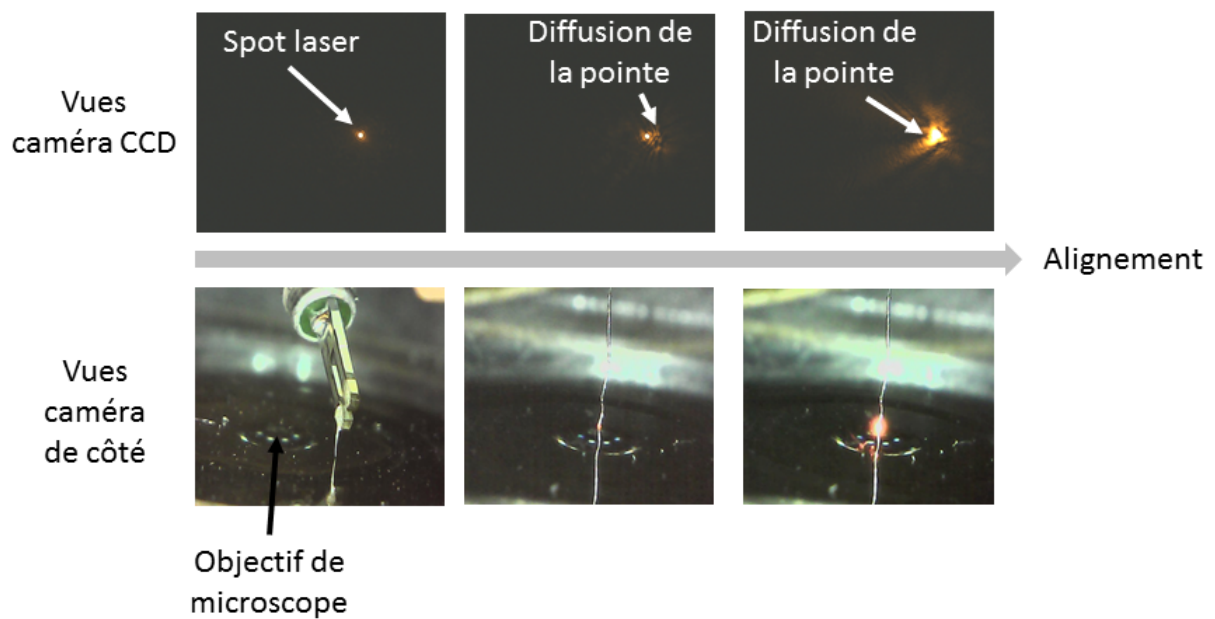 Spot laser
Diffusion de
la pointe
Diffusion de
la pointe
Vues
caméra CCD
Alignement
Vues
caméra
de côté
Objectif de
microscope